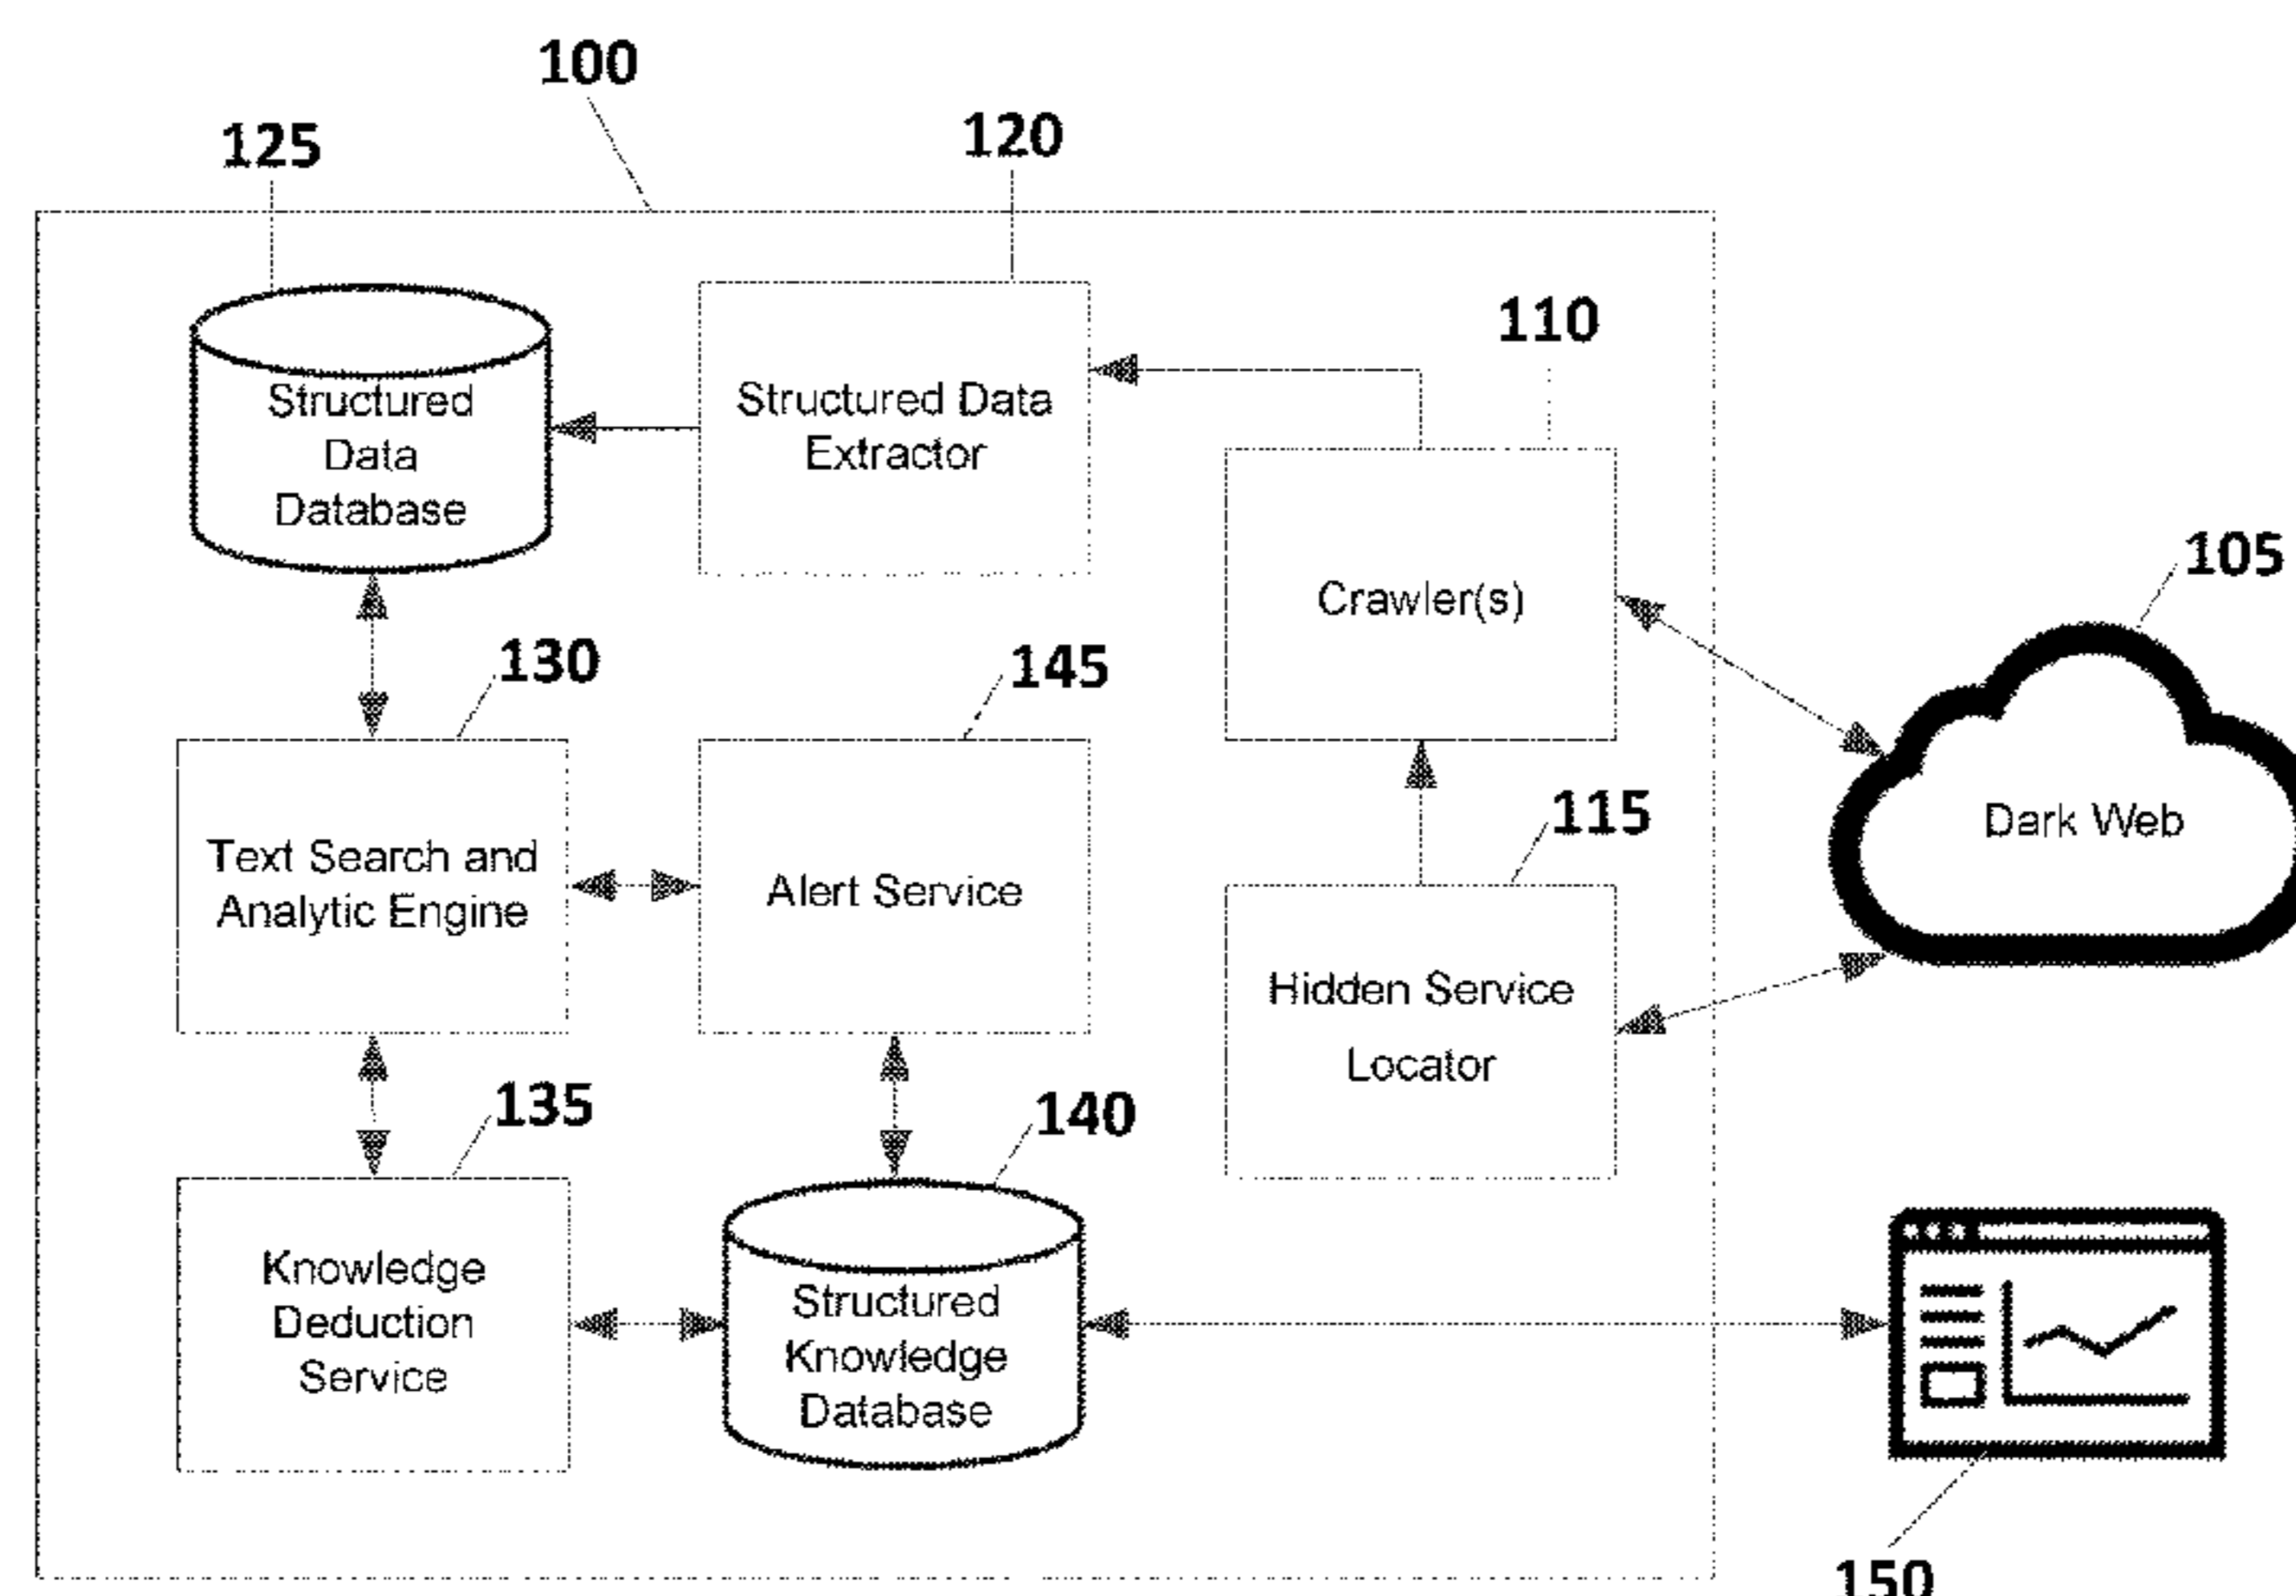 100
125
120
110
Structured
Data
Database
Structured Data
Extractor
105
Crawler(s)
130
145
115
Dark Web
Text Search and
Analytic Engine
Alert Service
Hidden Service
Locator
135
140
Knowledge
Deduction
Service
Structured
Knowledge
Database
150